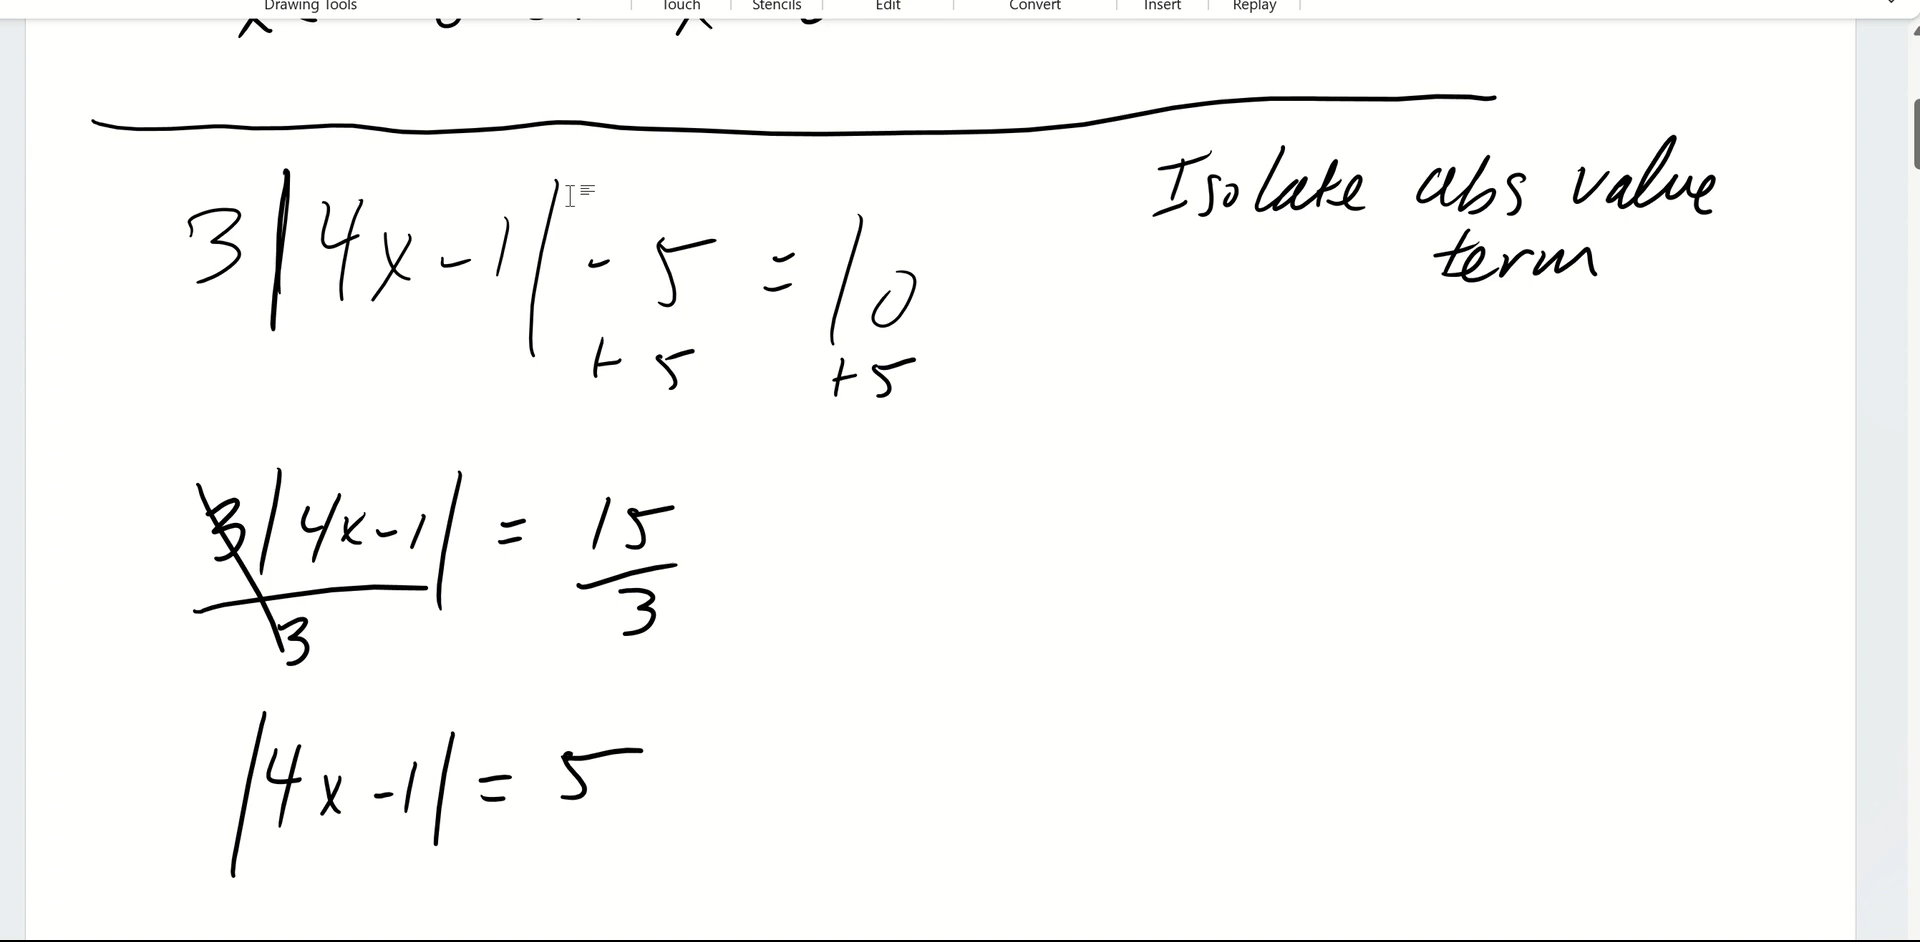 Drawing Tools Touch Stencils Edit Convert Insert Replay
3|4x-1| - 5 = 10
+ 5 +5
Isolate abs value
term
3|4x-1| = 15
3 3
|4x-1| = 5